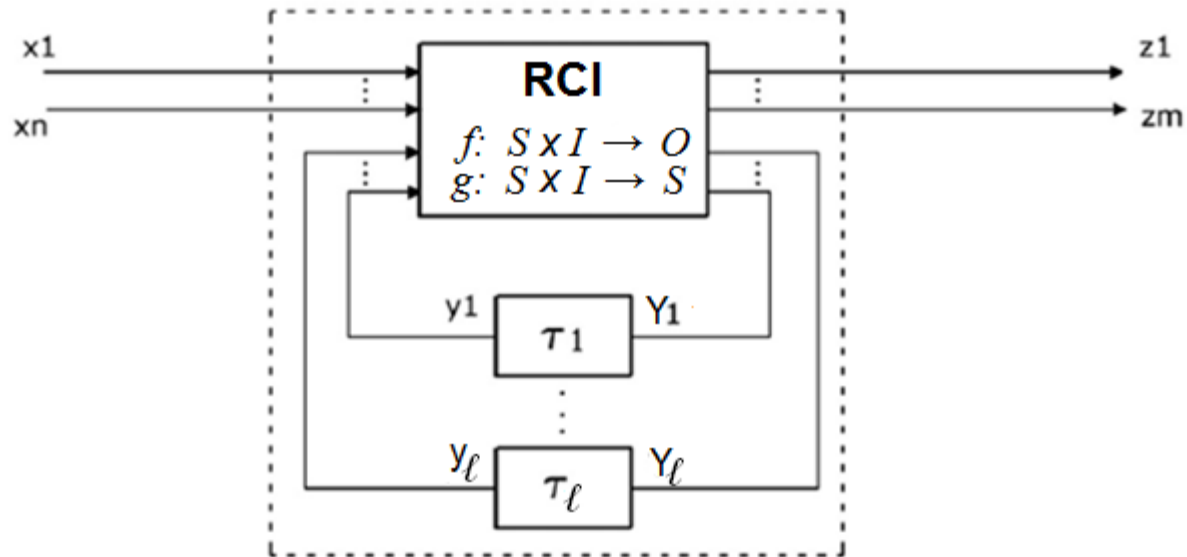 x1
xn
RCI
f: S x I → O
g: S x I → S
z1
zm
y1
τ1
Y1
yℓ
τℓ
Yℓ